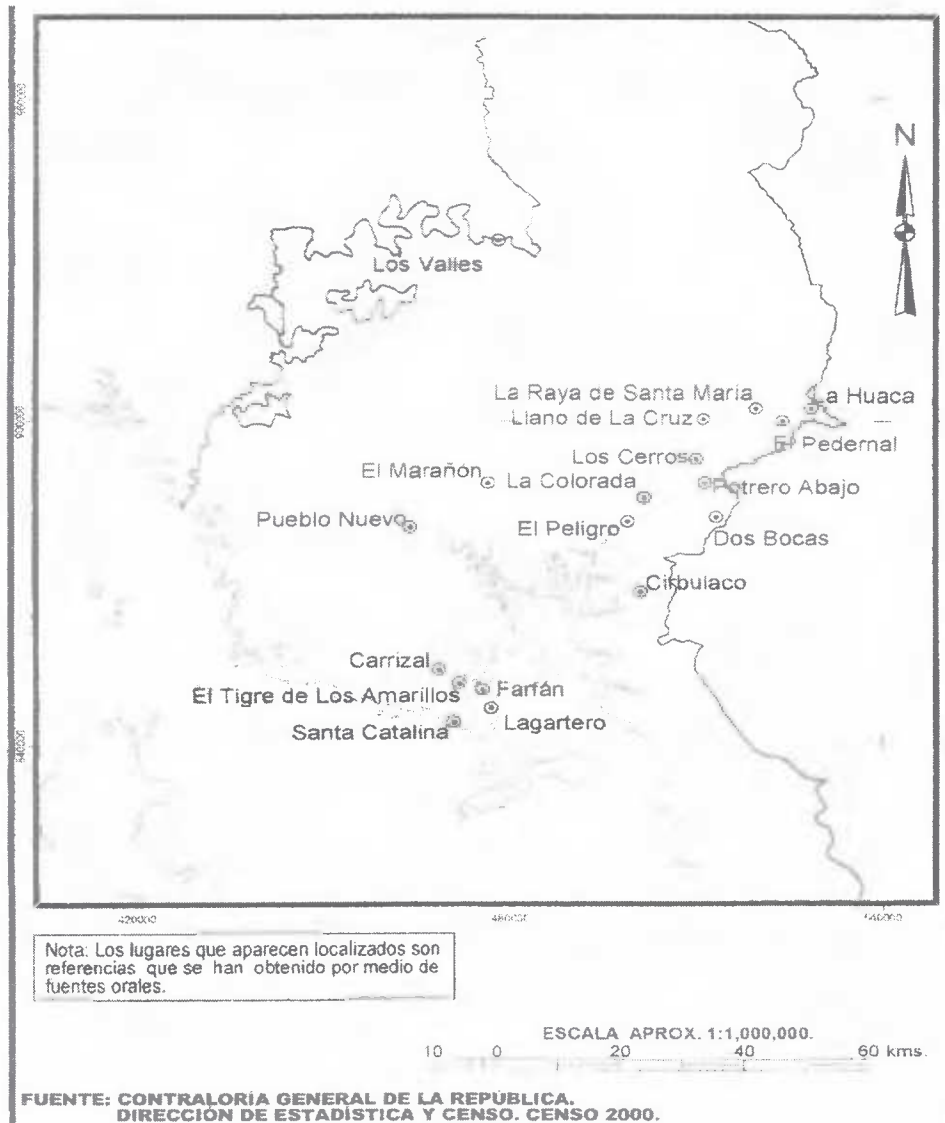 N
Los Valles
La Raya de Santa María
La Huaca
Llano de La Cruz
El Pedernal
Los Cerros
El Marañón
La Colorada
Potrero Abajo
Pueblo Nuevo
El Peligro
Dos Bocas
Cirbulaco
Carrizal
El Tigre de Los Amarillos
Farfán
Santa Catalina
Lagartero
420000
480000
Nota: Los lugares que aparecen localizados son
referencias que se han obtenido por medio de
fuentes orales.
ESCALA APROX. 1:1,000,000.
10 0 20 40 60 kms.
FUENTE: CONTRALORÍA GENERAL DE LA REPÚBLICA.
DIRECCIÓN DE ESTADÍSTICA Y CENSO. CENSO 2000.